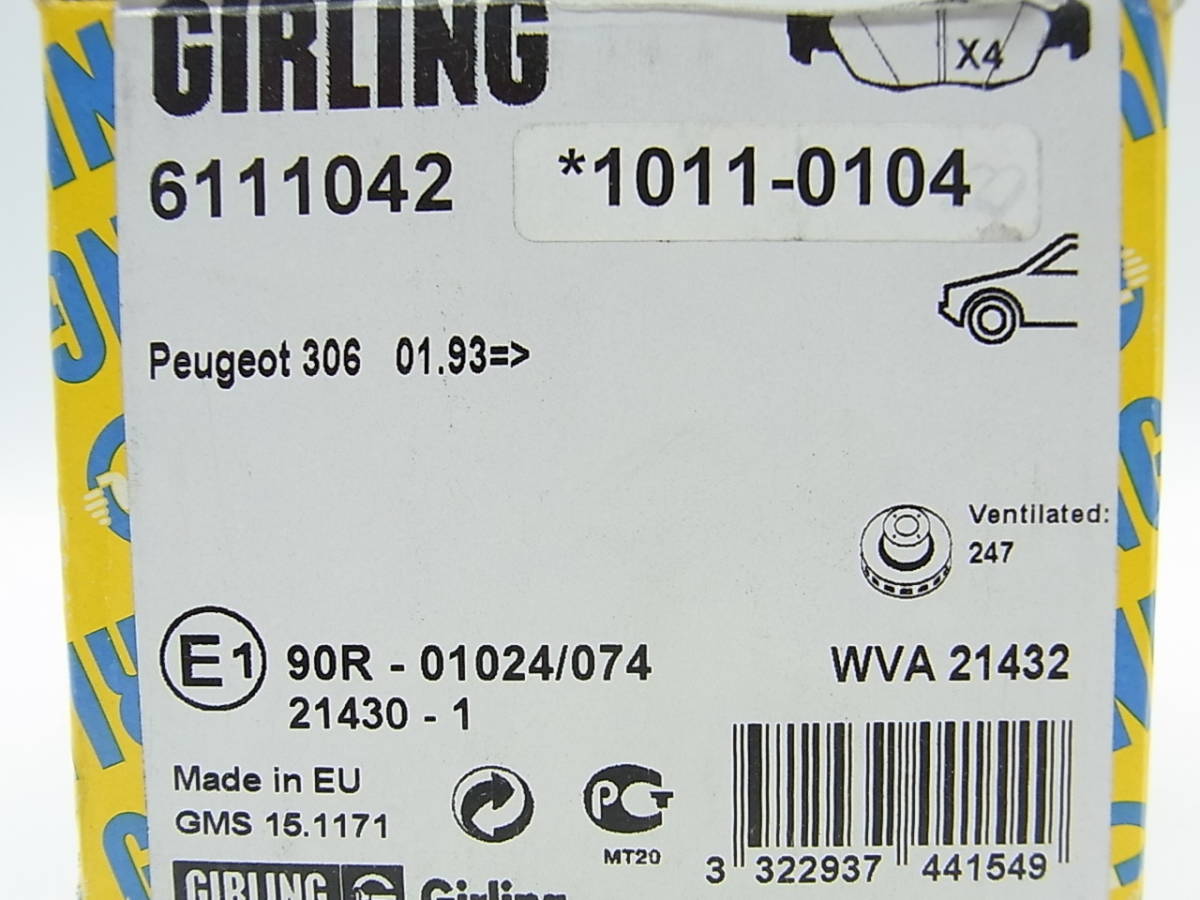 GIRLING
X4
6111042
*1011-0104
Peugeot 306 01.93=>
Ventilated:
247
E1 90R - 01024/074
21430 - 1
WVA 21432
Made in EU
GMS 15.1171
PCT
MT20
3 322937 441549
GIRLING
Girling